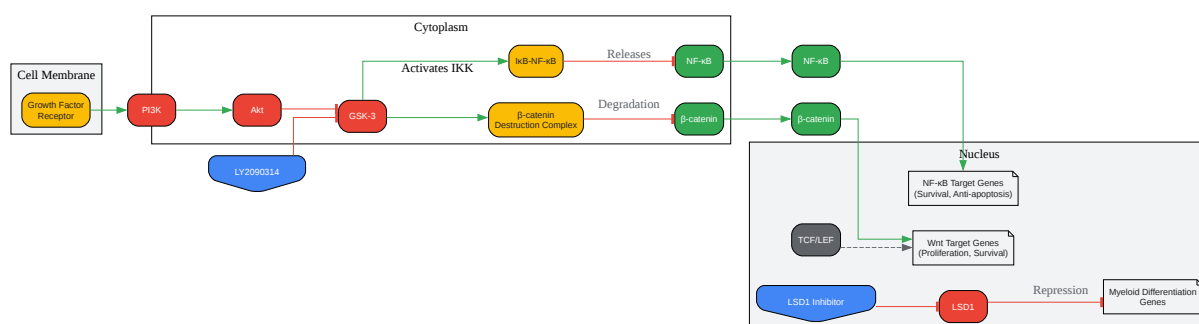 Cytoplasm
Cell Membrane
Growth Factor
Receptor
PI3K
Akt
GSK-3
LY2090314
Activates IKK
IκB-NF-κB
Releases
NF-κB
NF-κB
β-catenin
Destruction Complex
Degradation
β-catenin
β-catenin
Nucleus
NF-κB Target Genes
(Survival, Anti-apoptosis)
TCF/LEF
Wnt Target Genes
(Proliferation, Survival)
LSD1 Inhibitor
LSD1
Repression
Myeloid Differentiation
Genes